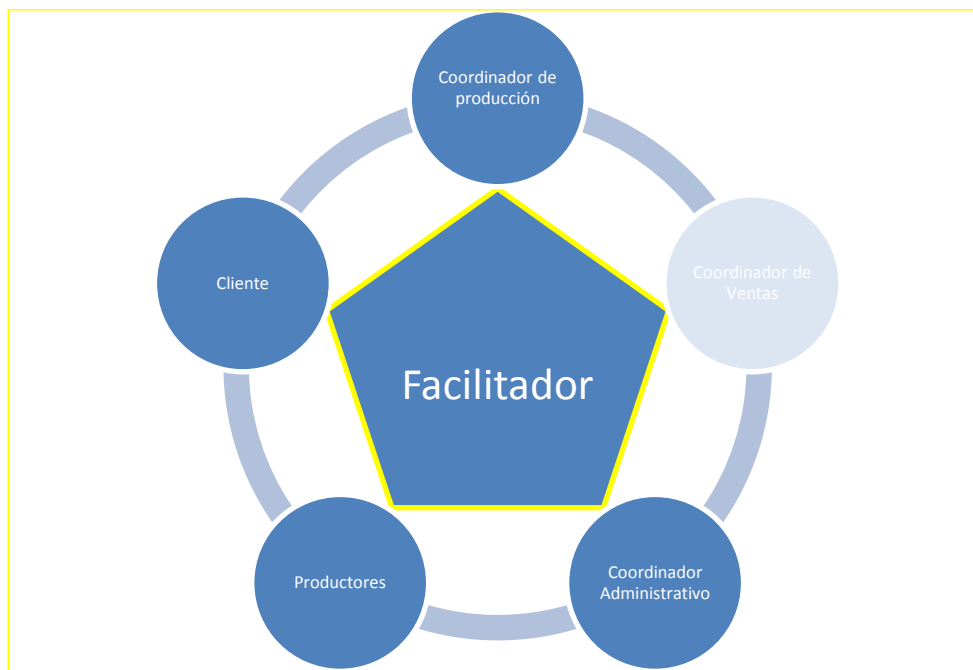 Coordinador de
producción
Coordinador de
Ventas
Cliente
Facilitador
Productores
Coordinador
Administrativo